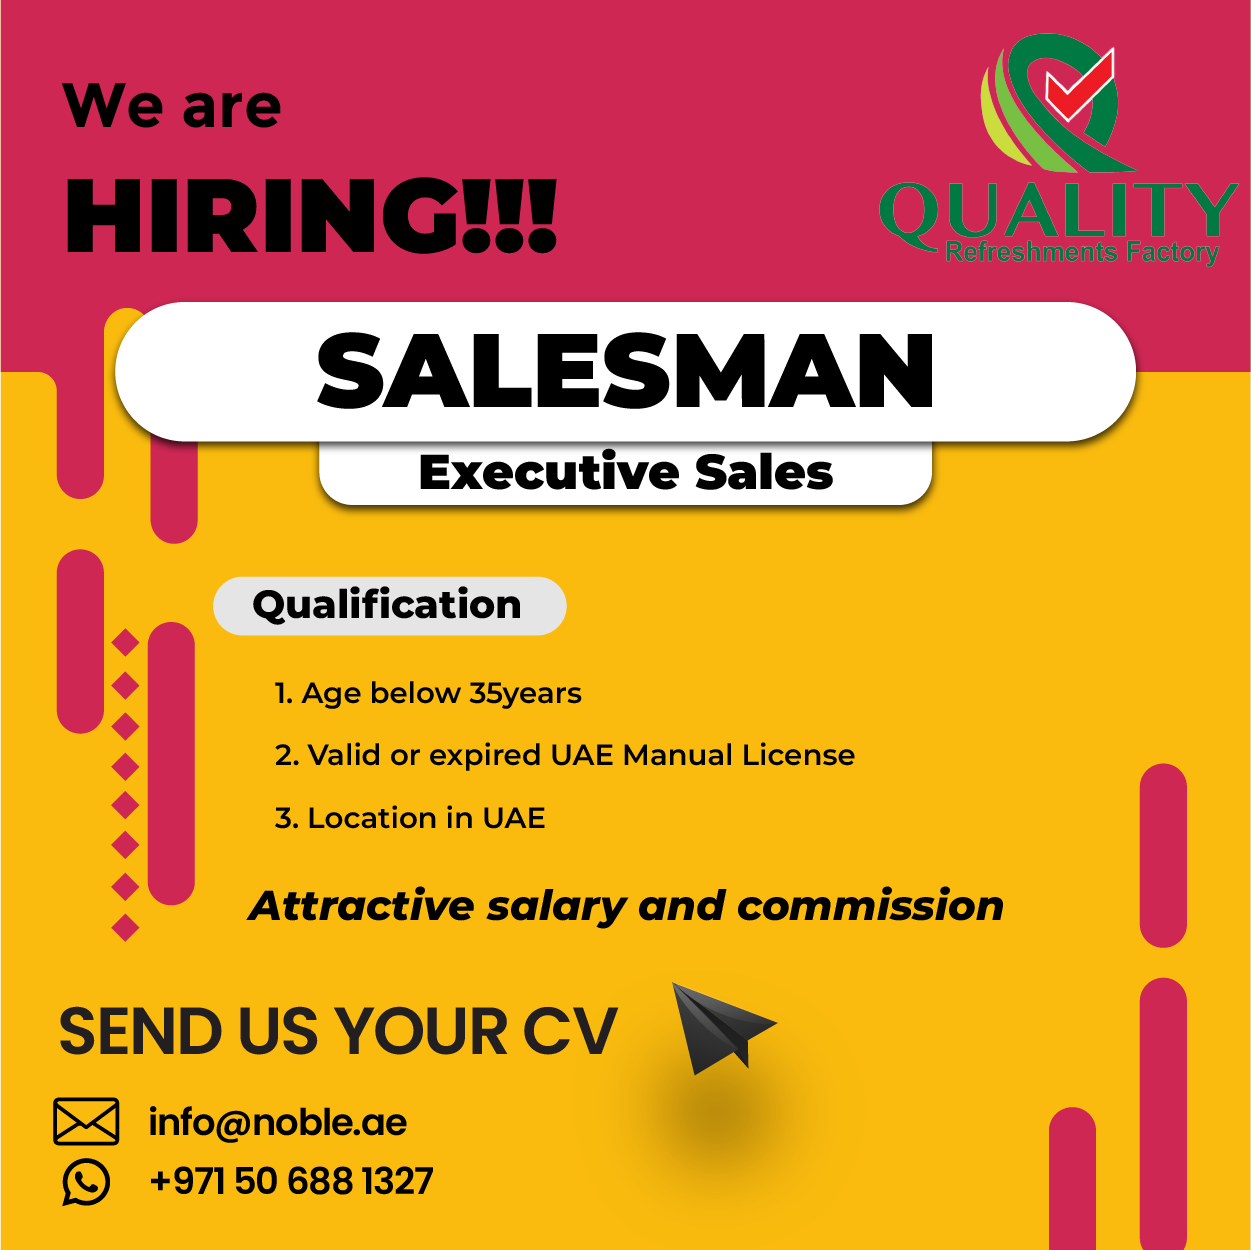 We are
HIRING!!!
QUALITY
Refreshments Factory
SALESMAN
Executive Sales
Qualification
1. Age below 35years
2. Valid or expired UAE Manual License
3. Location in UAE
Attractive salary and commission
SEND US YOUR CV
info@noble.ae
+971 50 688 1327